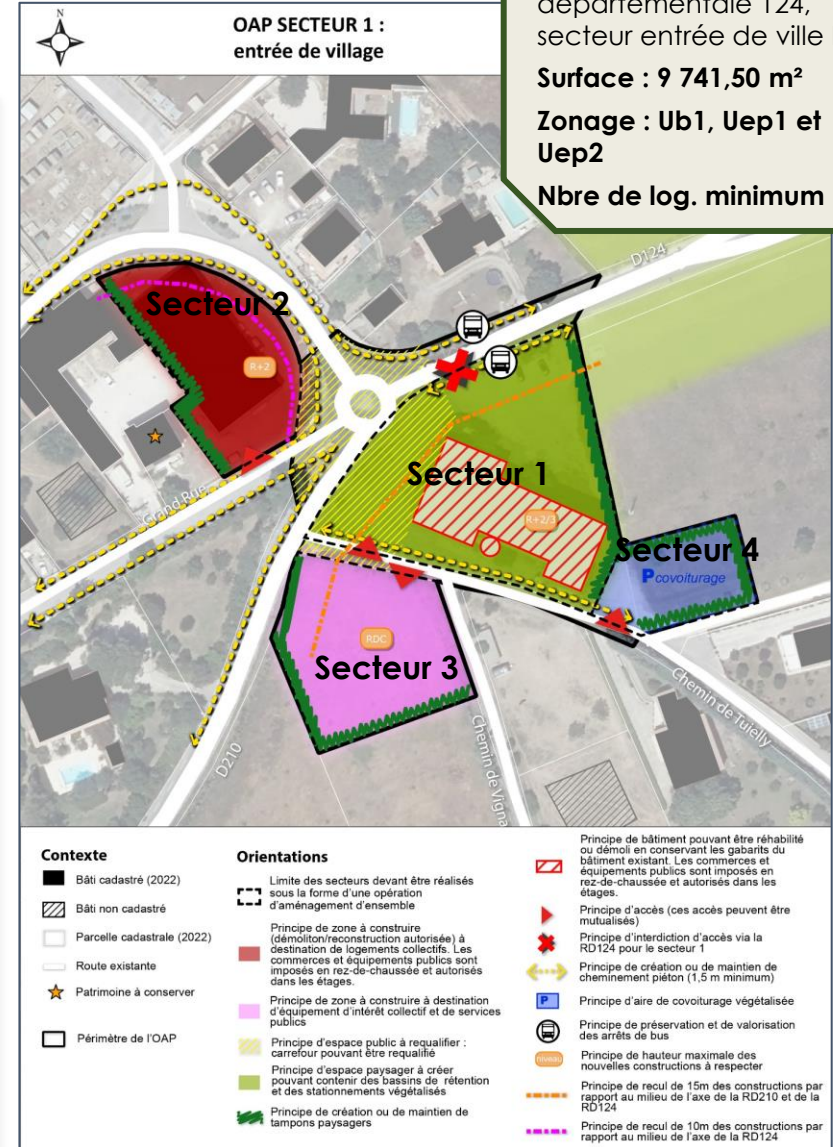 N
OAP SECTEUR 1 :
entrée de village
départementale 124,
secteur entrée de ville
Surface : 9 741,50 m²
Zonage : Ub1, Uep1 et
Uep2
Nbre de log. minimum
D124
Secteur 2
R+2
Grand Rue
Secteur 1
R+2/3
Secteur 4
P covoiturage
RDC
Secteur 3
D210
Chemin de Tuielly
Chemin de Vigna
Contexte
Bâti cadastré (2022)
Bâti non cadastré
Parcelle cadastrale (2022)
Route existante
Patrimoine à conserver
Périmètre de l'OAP
Orientations
Limite des secteurs devant être réalisés
sous la forme d'une opération
d'aménagement d'ensemble
Principe de zone à construire
(démoliton/reconstruction autorisée) à
destination de logements collectifs. Les
commerces et équipements publics sont
imposés en rez-de-chaussée et autorisés
dans les étages.
Principe de zone à construire à destination
d'équipement d'intérêt collectif et de services
publics
Principe d'espace public à requalifier :
carrefour pouvant être requalifié
Principe d'espace paysager à créer
pouvant contenir des bassins de rétention
et des stationnements végétalisés
Principe de création ou de maintien de
tampons paysagers
Principe de bâtiment pouvant être réhabilité
ou démoli en conservant les gabarits du
bâtiment existant. Les commerces et
équipements publics sont imposés en
rez-de-chaussée et autorisés dans les
étages.
Principe d'accès (ces accès peuvent être
mutualisés)
Principe d'interdiction d'accès via la
RD124 pour le secteur 1
Principe de création ou de maintien de
cheminement piéton (1,5 m minimum)
P
Principe d'aire de covoiturage végétalisée
Principe de préservation et de valorisation
des arrêts de bus
niveau
Principe de hauteur maximale des
nouvelles constructions à respecter
Principe de recul de 15m des constructions par
rapport au milieu de l'axe de la RD210 et de la
RD124
Principe de recul de 10m des constructions par
rapport au milieu de l'axe de la RD124